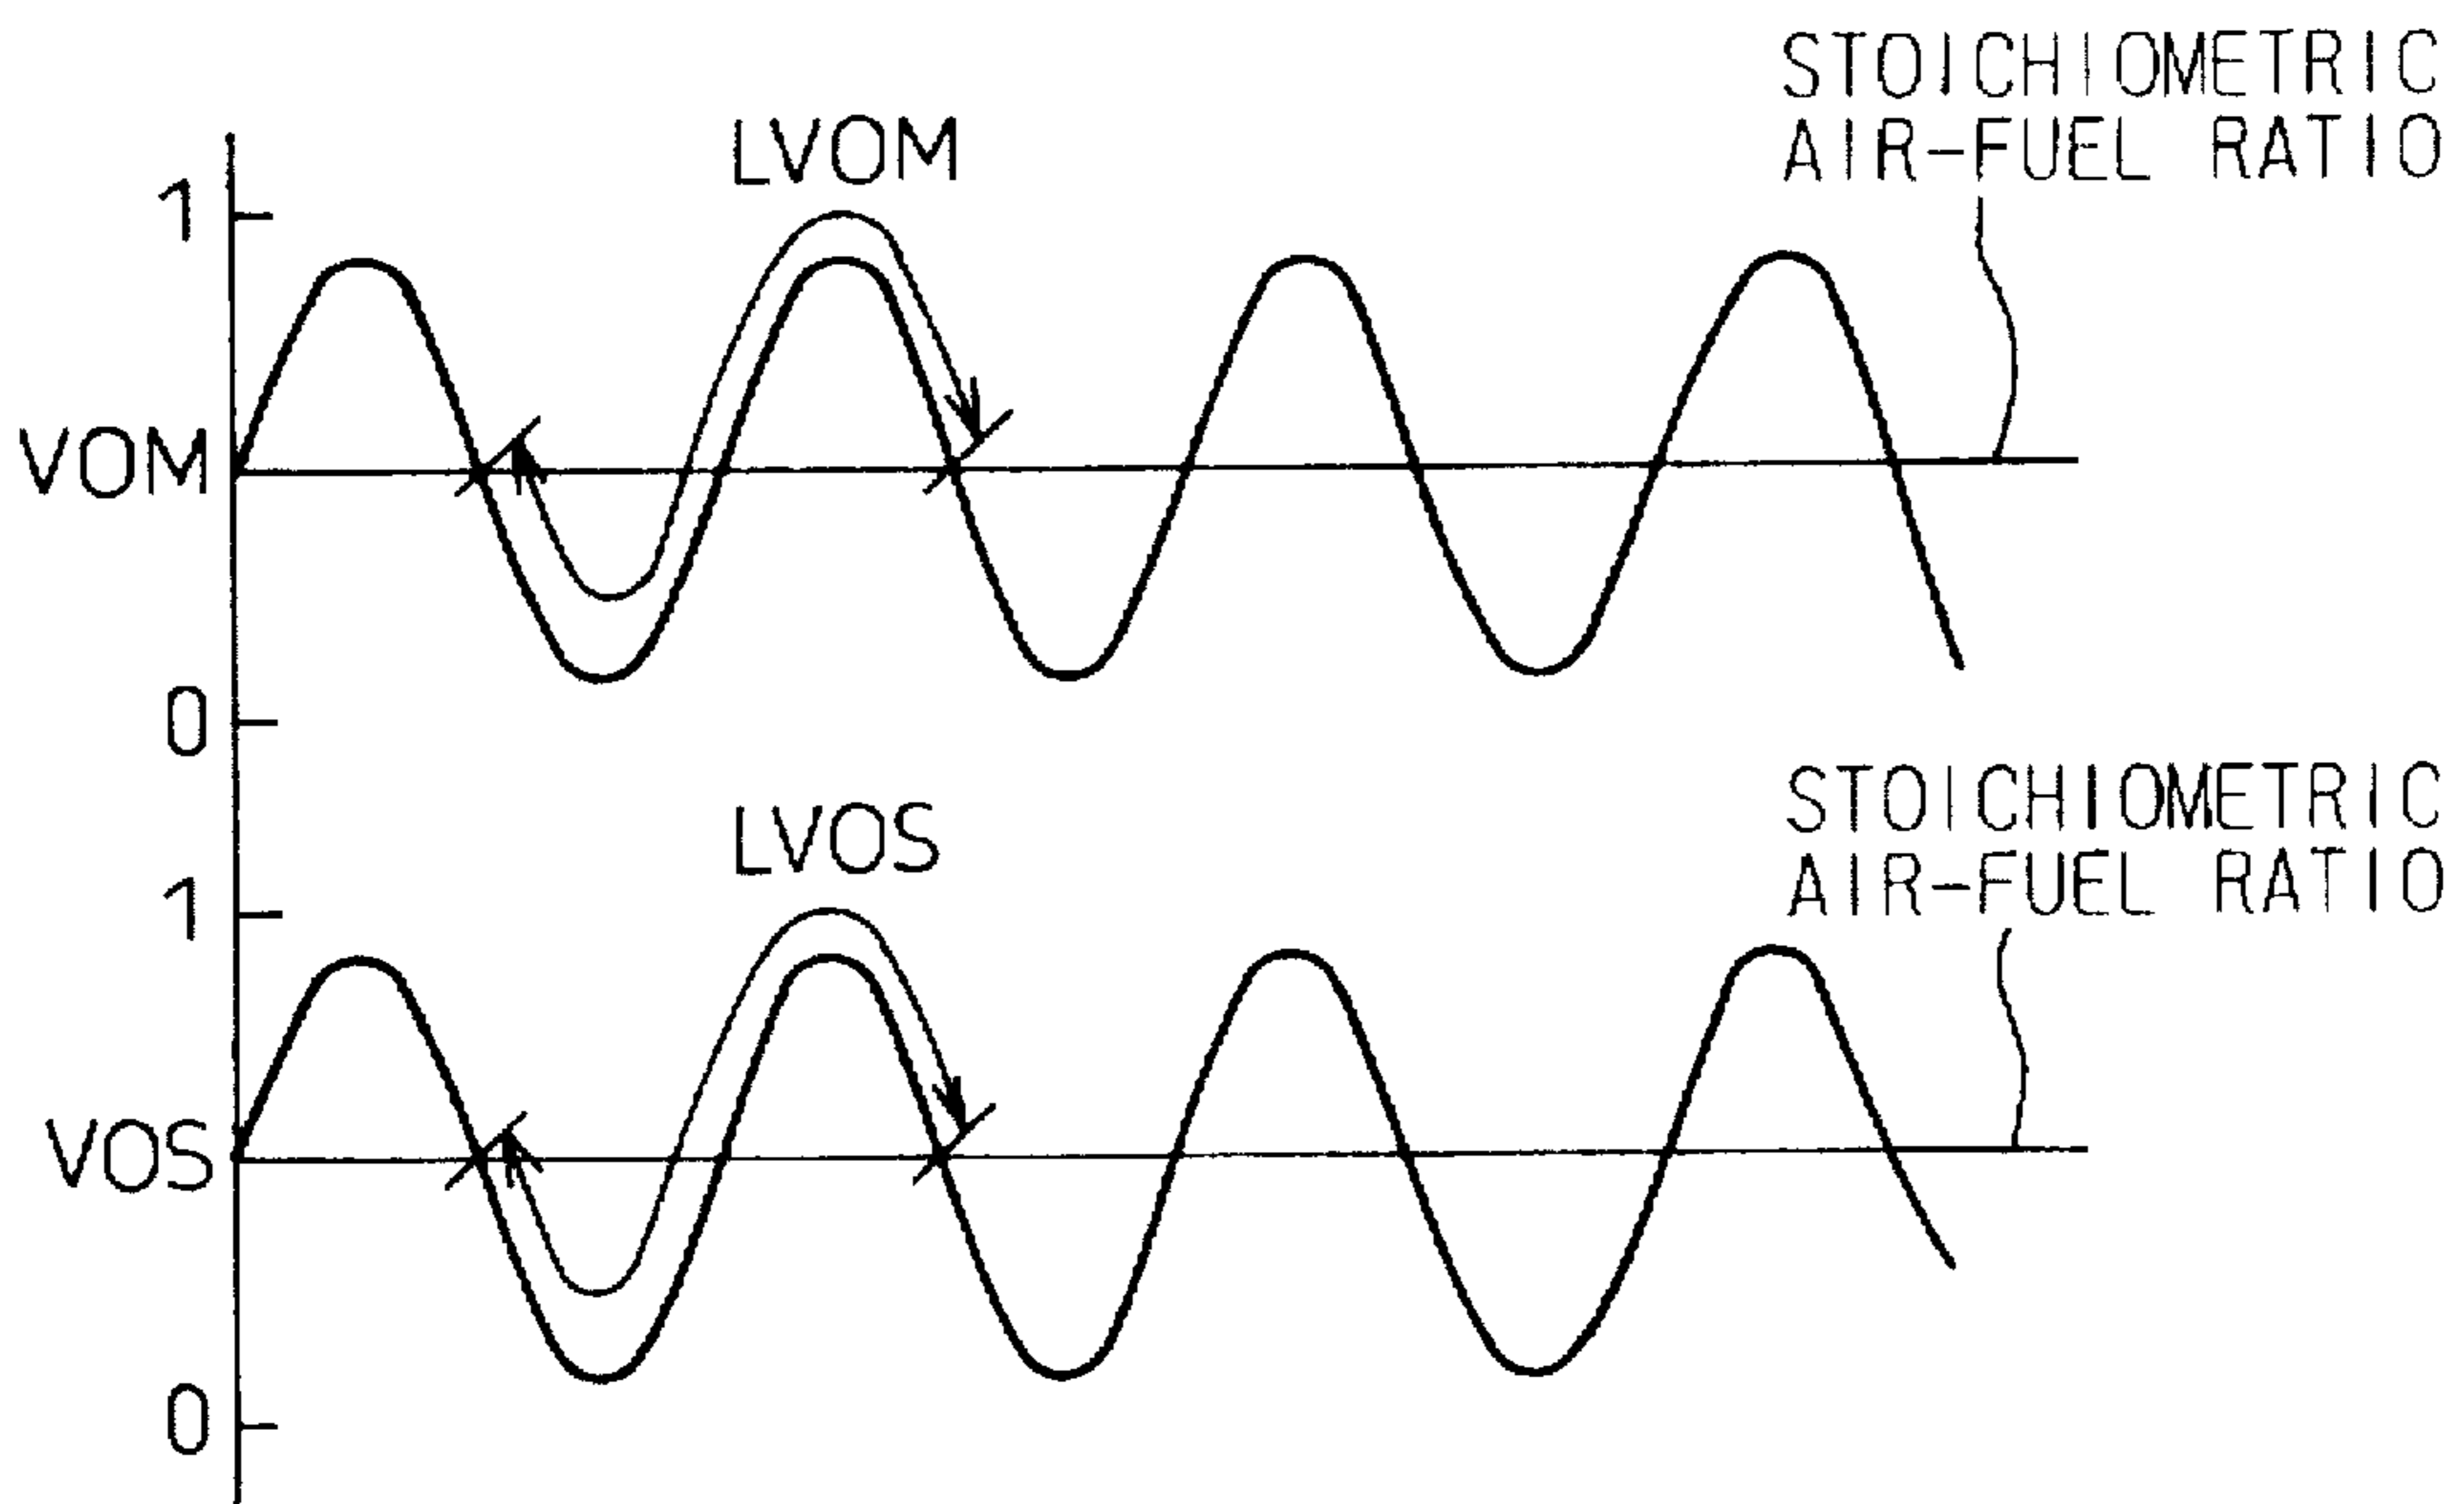 STOICHIOMETRIC
AIR-FUEL RATIO
LVOM
1
VOM
0
STOICHIOMETRIC
AIR-FUEL RATIO
LVOS
1
VOS
0